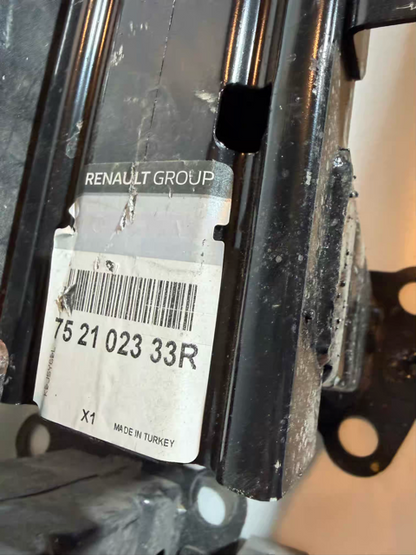 RENAULT GROUP
75 21 023 33R
X1
MADE IN TURKEY